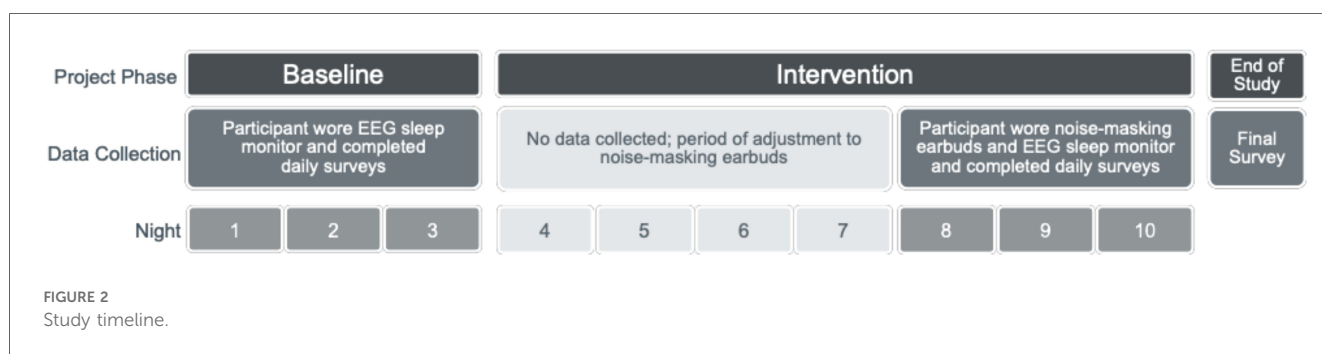 Project Phase
Baseline
Intervention
End of
Study
Data Collection
Participant wore EEG sleep
monitor and completed
daily surveys
No data collected; period of adjustment to
noise-masking earbuds
Participant wore noise-masking
earbuds and EEG sleep monitor
and completed daily surveys
Final
Survey
Night 1 2 3 4 5 6 7 8 9 10
FIGURE 2
Study timeline.